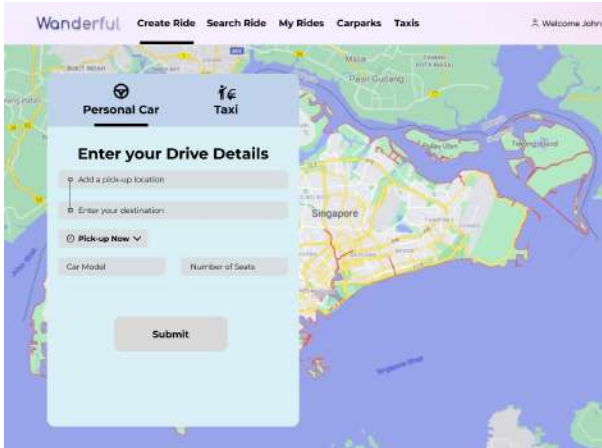 Wanderful
Create Ride Search Ride My Rides Carparks Taxis
Welcome John
Personal Car
Taxi
Enter your Drive Details
Add a pick-up location
Enter your destination
Pick-up Now
Car Model
Number of Seats
Submit
Pasir Gudang
Singapore